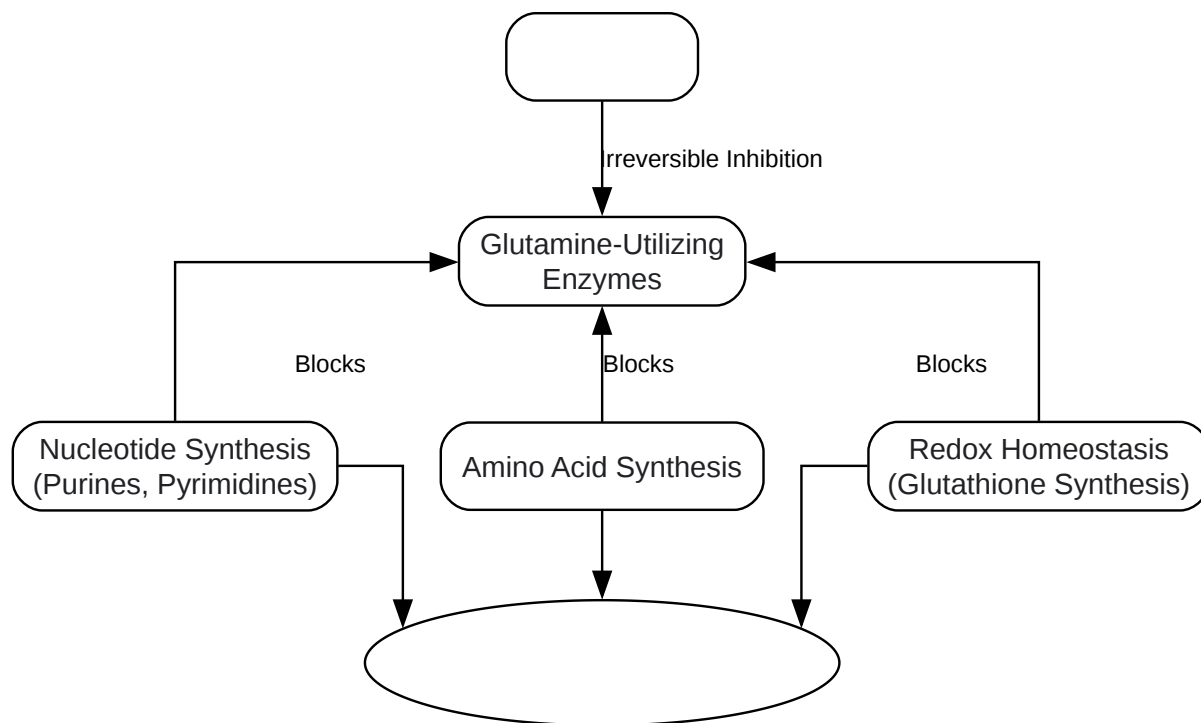 Irreversible Inhibition
Glutamine-Utilizing
Enzymes
Blocks
Blocks
Blocks
Nucleotide Synthesis
(Purines, Pyrimidines)
Amino Acid Synthesis
Redox Homeostasis
(Glutathione Synthesis)